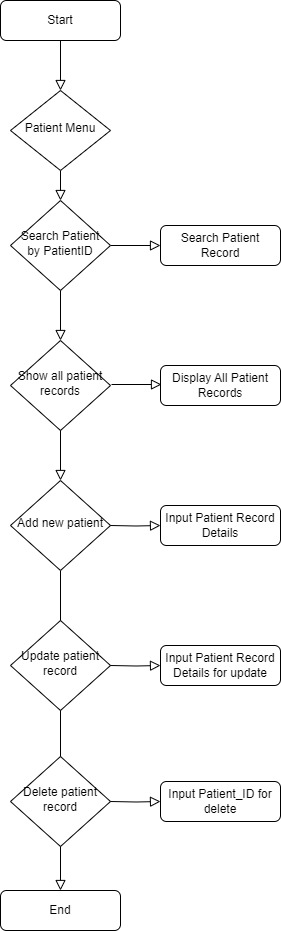 Start
Patient Menu
Search Patient
by PatientID
Search Patient
Record
Show all patient
records
Display All Patient
Records
Add new patient
Input Patient Record
Details
Update patient
record
Input Patient Record
Details for update
Delete patient
record
Input Patient_ID for
delete
End